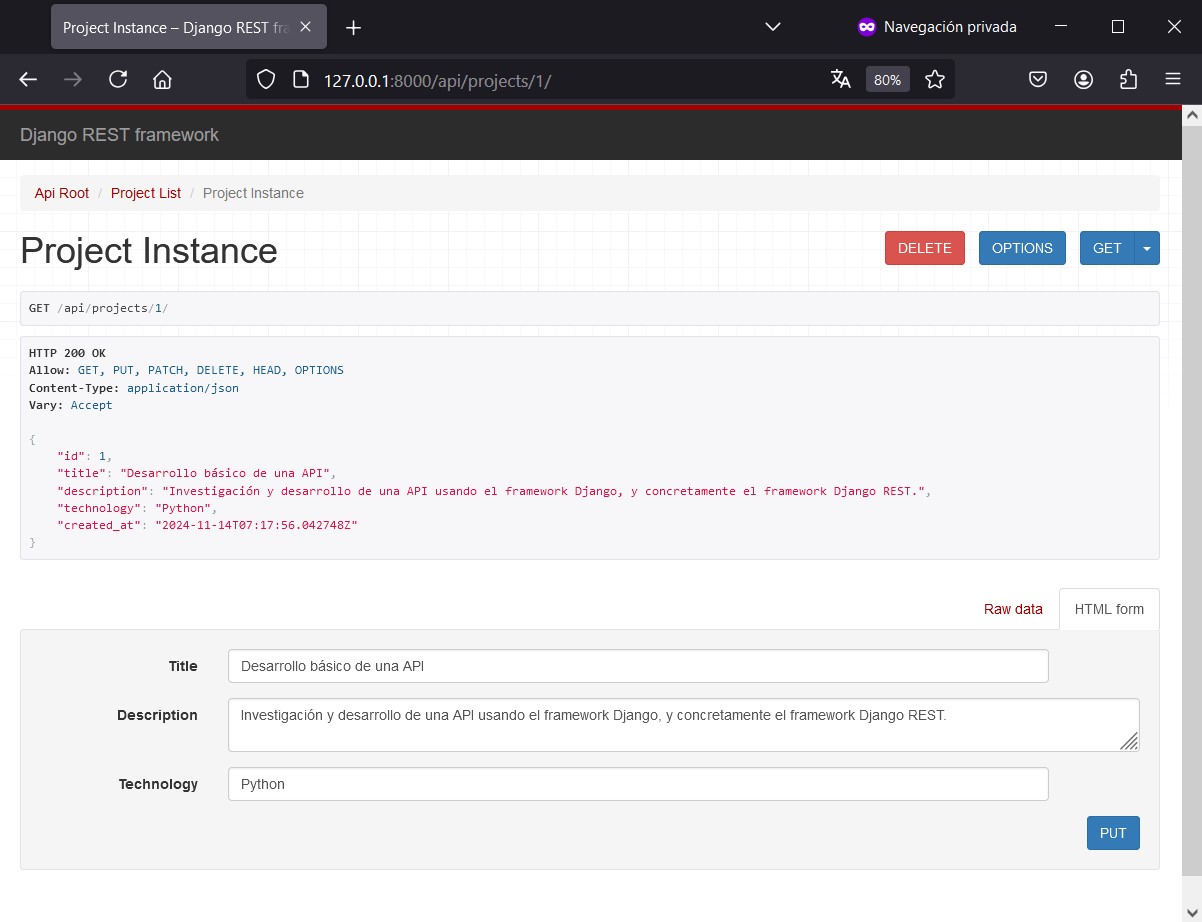 Project Instance – Django REST fra
Navegación privada
127.0.0.1:8000/api/projects/1/
80%
Django REST framework
Api Root / Project List / Project Instance
Project Instance
DELETE
OPTIONS
GET
GET /api/projects/1/
HTTP 200 OK
Allow: GET, PUT, PATCH, DELETE, HEAD, OPTIONS
Content-Type: application/json
Vary: Accept
{
    "id": 1,
    "title": "Desarrollo básico de una API",
    "description": "Investigación y desarrollo de una API usando el framework Django, y concretamente el framework Django REST.",
    "technology": "Python",
    "created_at": "2024-11-14T07:17:56.042748Z"
}
Raw data
HTML form
Title
Desarrollo básico de una API
Description
Investigación y desarrollo de una API usando el framework Django, y concretamente el framework Django REST.
Technology
Python
PUT